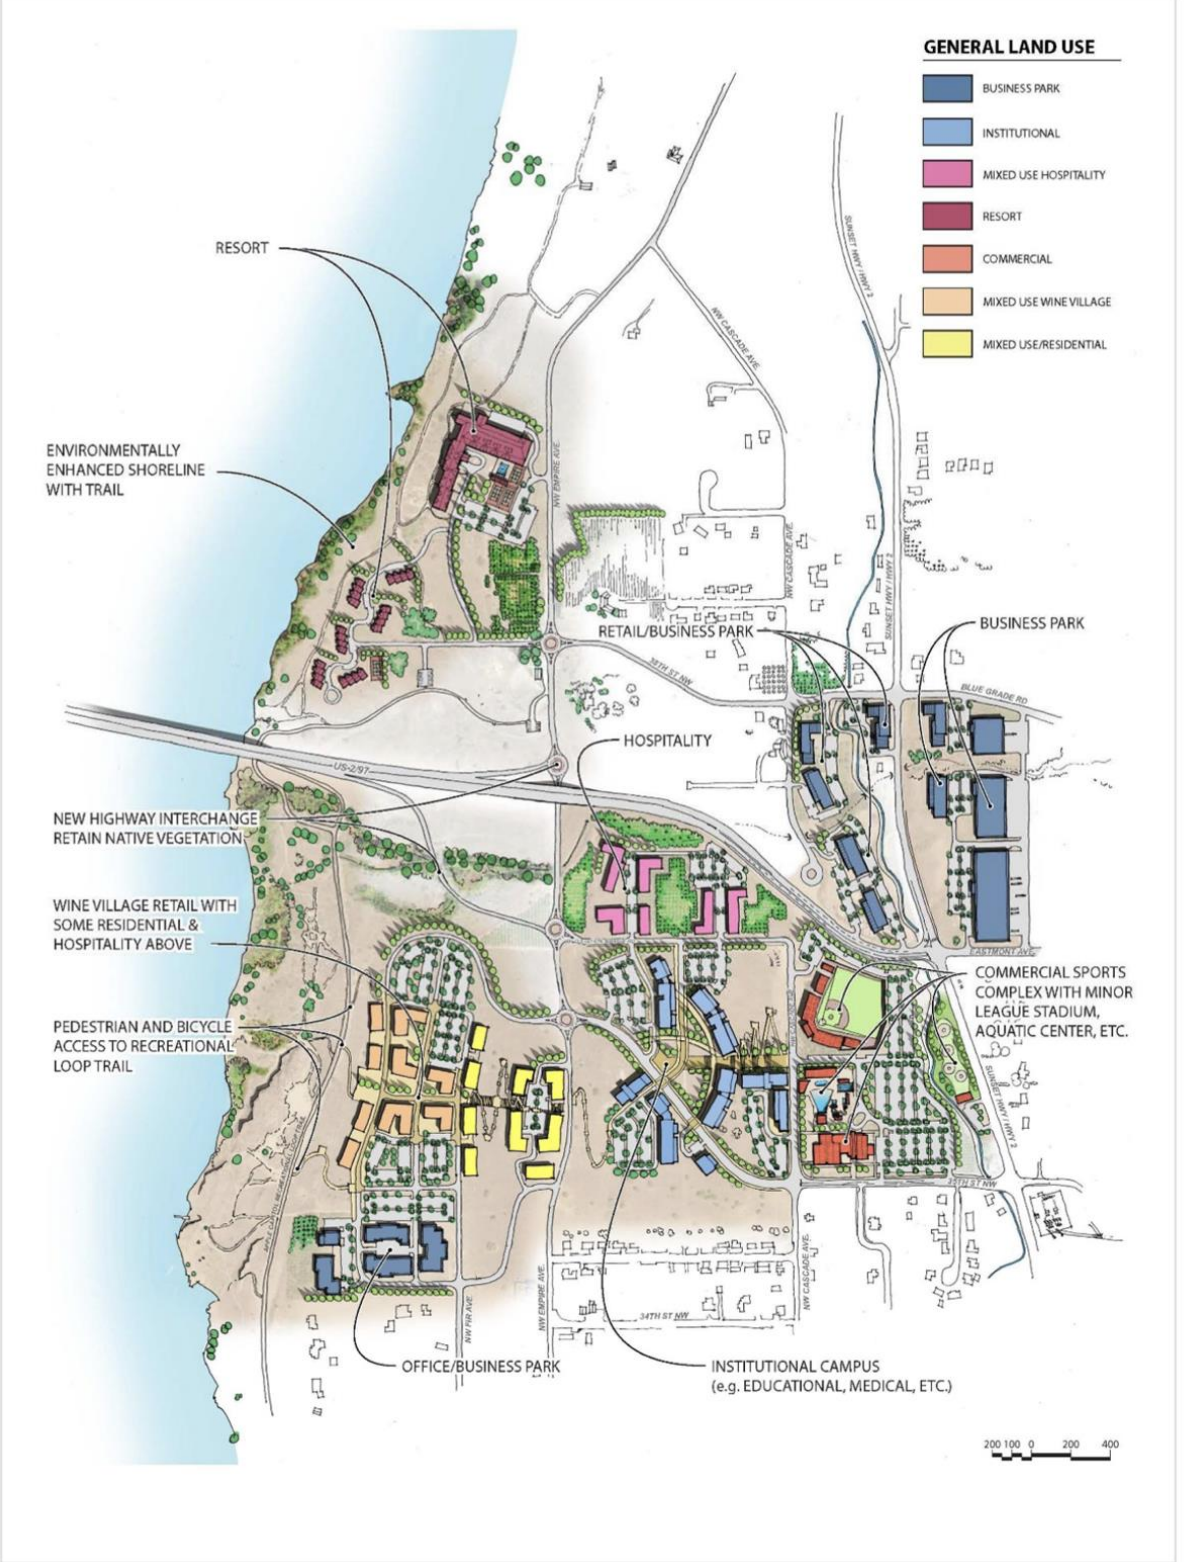 GENERAL LAND USE
BUSINESS PARK
INSTITUTIONAL
MIXED USE HOSPITALITY
RESORT
COMMERCIAL
MIXED USE WINE VILLAGE
MIXED USE/RESIDENTIAL
RESORT
SUNSET HWY / HWY 2
NW CASCADE AVE.
ENVIRONMENTALLY
ENHANCED SHORELINE
WITH TRAIL
NW EMPIRE AVE.
NW CASCADE AVE.
SUNSET HWY / HWY 2
RETAIL/BUSINESS PARK
BUSINESS PARK
38TH ST NW
BLUE GRADE RD
HOSPITALITY
US-2/97
NEW HIGHWAY INTERCHANGE
RETAIN NATIVE VEGETATION
WINE VILLAGE RETAIL WITH
SOME RESIDENTIAL &
HOSPITALITY ABOVE
EASTMONT AVE.
COMMERCIAL SPORTS
COMPLEX WITH MINOR
LEAGUE STADIUM,
AQUATIC CENTER, ETC.
PEDESTRIAN AND BICYCLE
ACCESS TO RECREATIONAL
LOOP TRAIL
SUNSET HWY / HWY 2
35TH ST NW
NW CASCADE AVE.
NW EMPIRE AVE.
NW FIR AVE.
34TH ST NW
OFFICE/BUSINESS PARK
INSTITUTIONAL CAMPUS
(e.g. EDUCATIONAL, MEDICAL, ETC.)
200 100 0 200 400